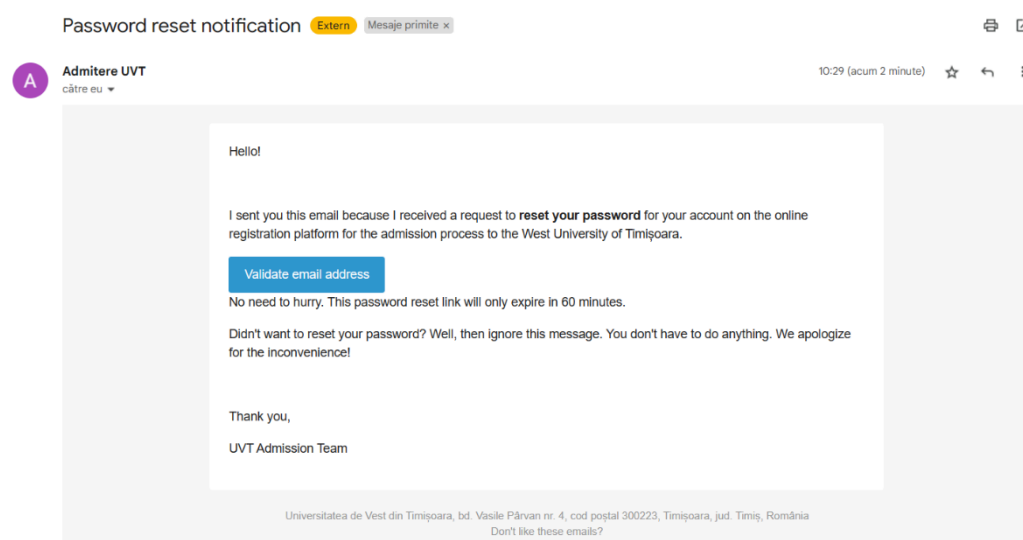 Password reset notification Extern Mesaje primite ×
A
Admitere UVT 10:29 (acum 2 minute)
către eu
Hello!
I sent you this email because I received a request to reset your password for your account on the online
registration platform for the admission process to the West University of Timișoara.
Validate email address
No need to hurry. This password reset link will only expire in 60 minutes.
Didn't want to reset your password? Well, then ignore this message. You don't have to do anything. We apologize
for the inconvenience!
Thank you,
UVT Admission Team
Universitatea de Vest din Timișoara, bd. Vasile Pârvan nr. 4, cod poștal 300223, Timișoara, jud. Timiș, România
Don't like these emails?